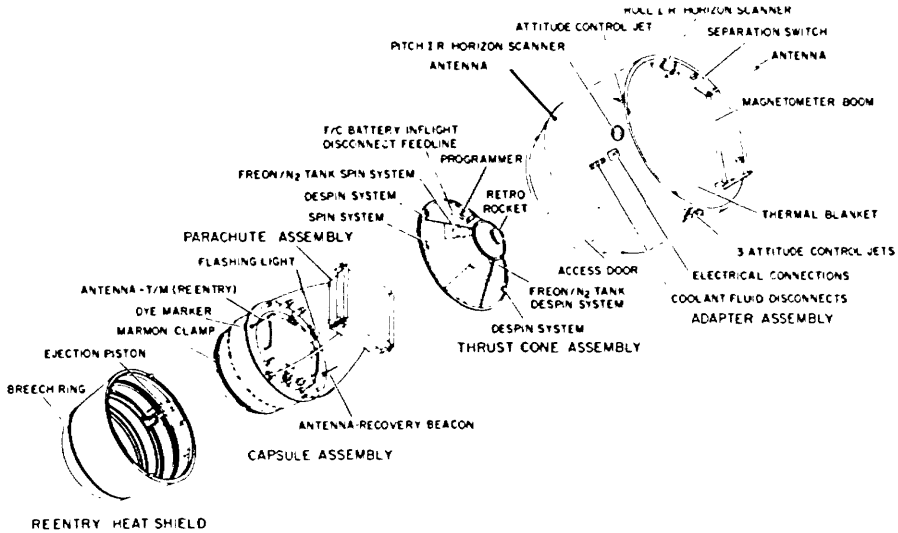 ROLL I R HORIZON SCANNER
ATTITUDE CONTROL JET
SEPARATION SWITCH
PITCH I R HORIZON SCANNER
ANTENNA
ANTENNA
MAGNETOMETER BOOM
T/C BATTERY INFLIGHT
DISCONNECT FEEDLINE
PROGRAMMER
FREON/N2 TANK SPIN SYSTEM
DESPIN SYSTEM
RETRO
ROCKET
SPIN SYSTEM
THERMAL BLANKET
PARACHUTE ASSEMBLY
3 ATTITUDE CONTROL JETS
FLASHING LIGHT
ACCESS DOOR
ELECTRICAL CONNECTIONS
ANTENNA-T/M (REENTRY)
FREON/N2 TANK
DESPIN SYSTEM
COOLANT FLUID DISCONNECTS
DYE MARKER
ADAPTER ASSEMBLY
MARMON CLAMP
DESPIN SYSTEM
THRUST CONE ASSEMBLY
EJECTION PISTON
BREECH RING
ANTENNA-RECOVERY BEACON
CAPSULE ASSEMBLY
REENTRY HEAT SHIELD